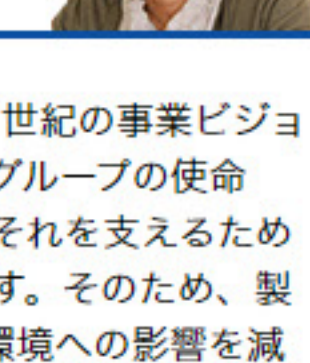 世紀の事業ビジョ
グループの使命
それを支えるため
す。そのため、製
環境への影響を減